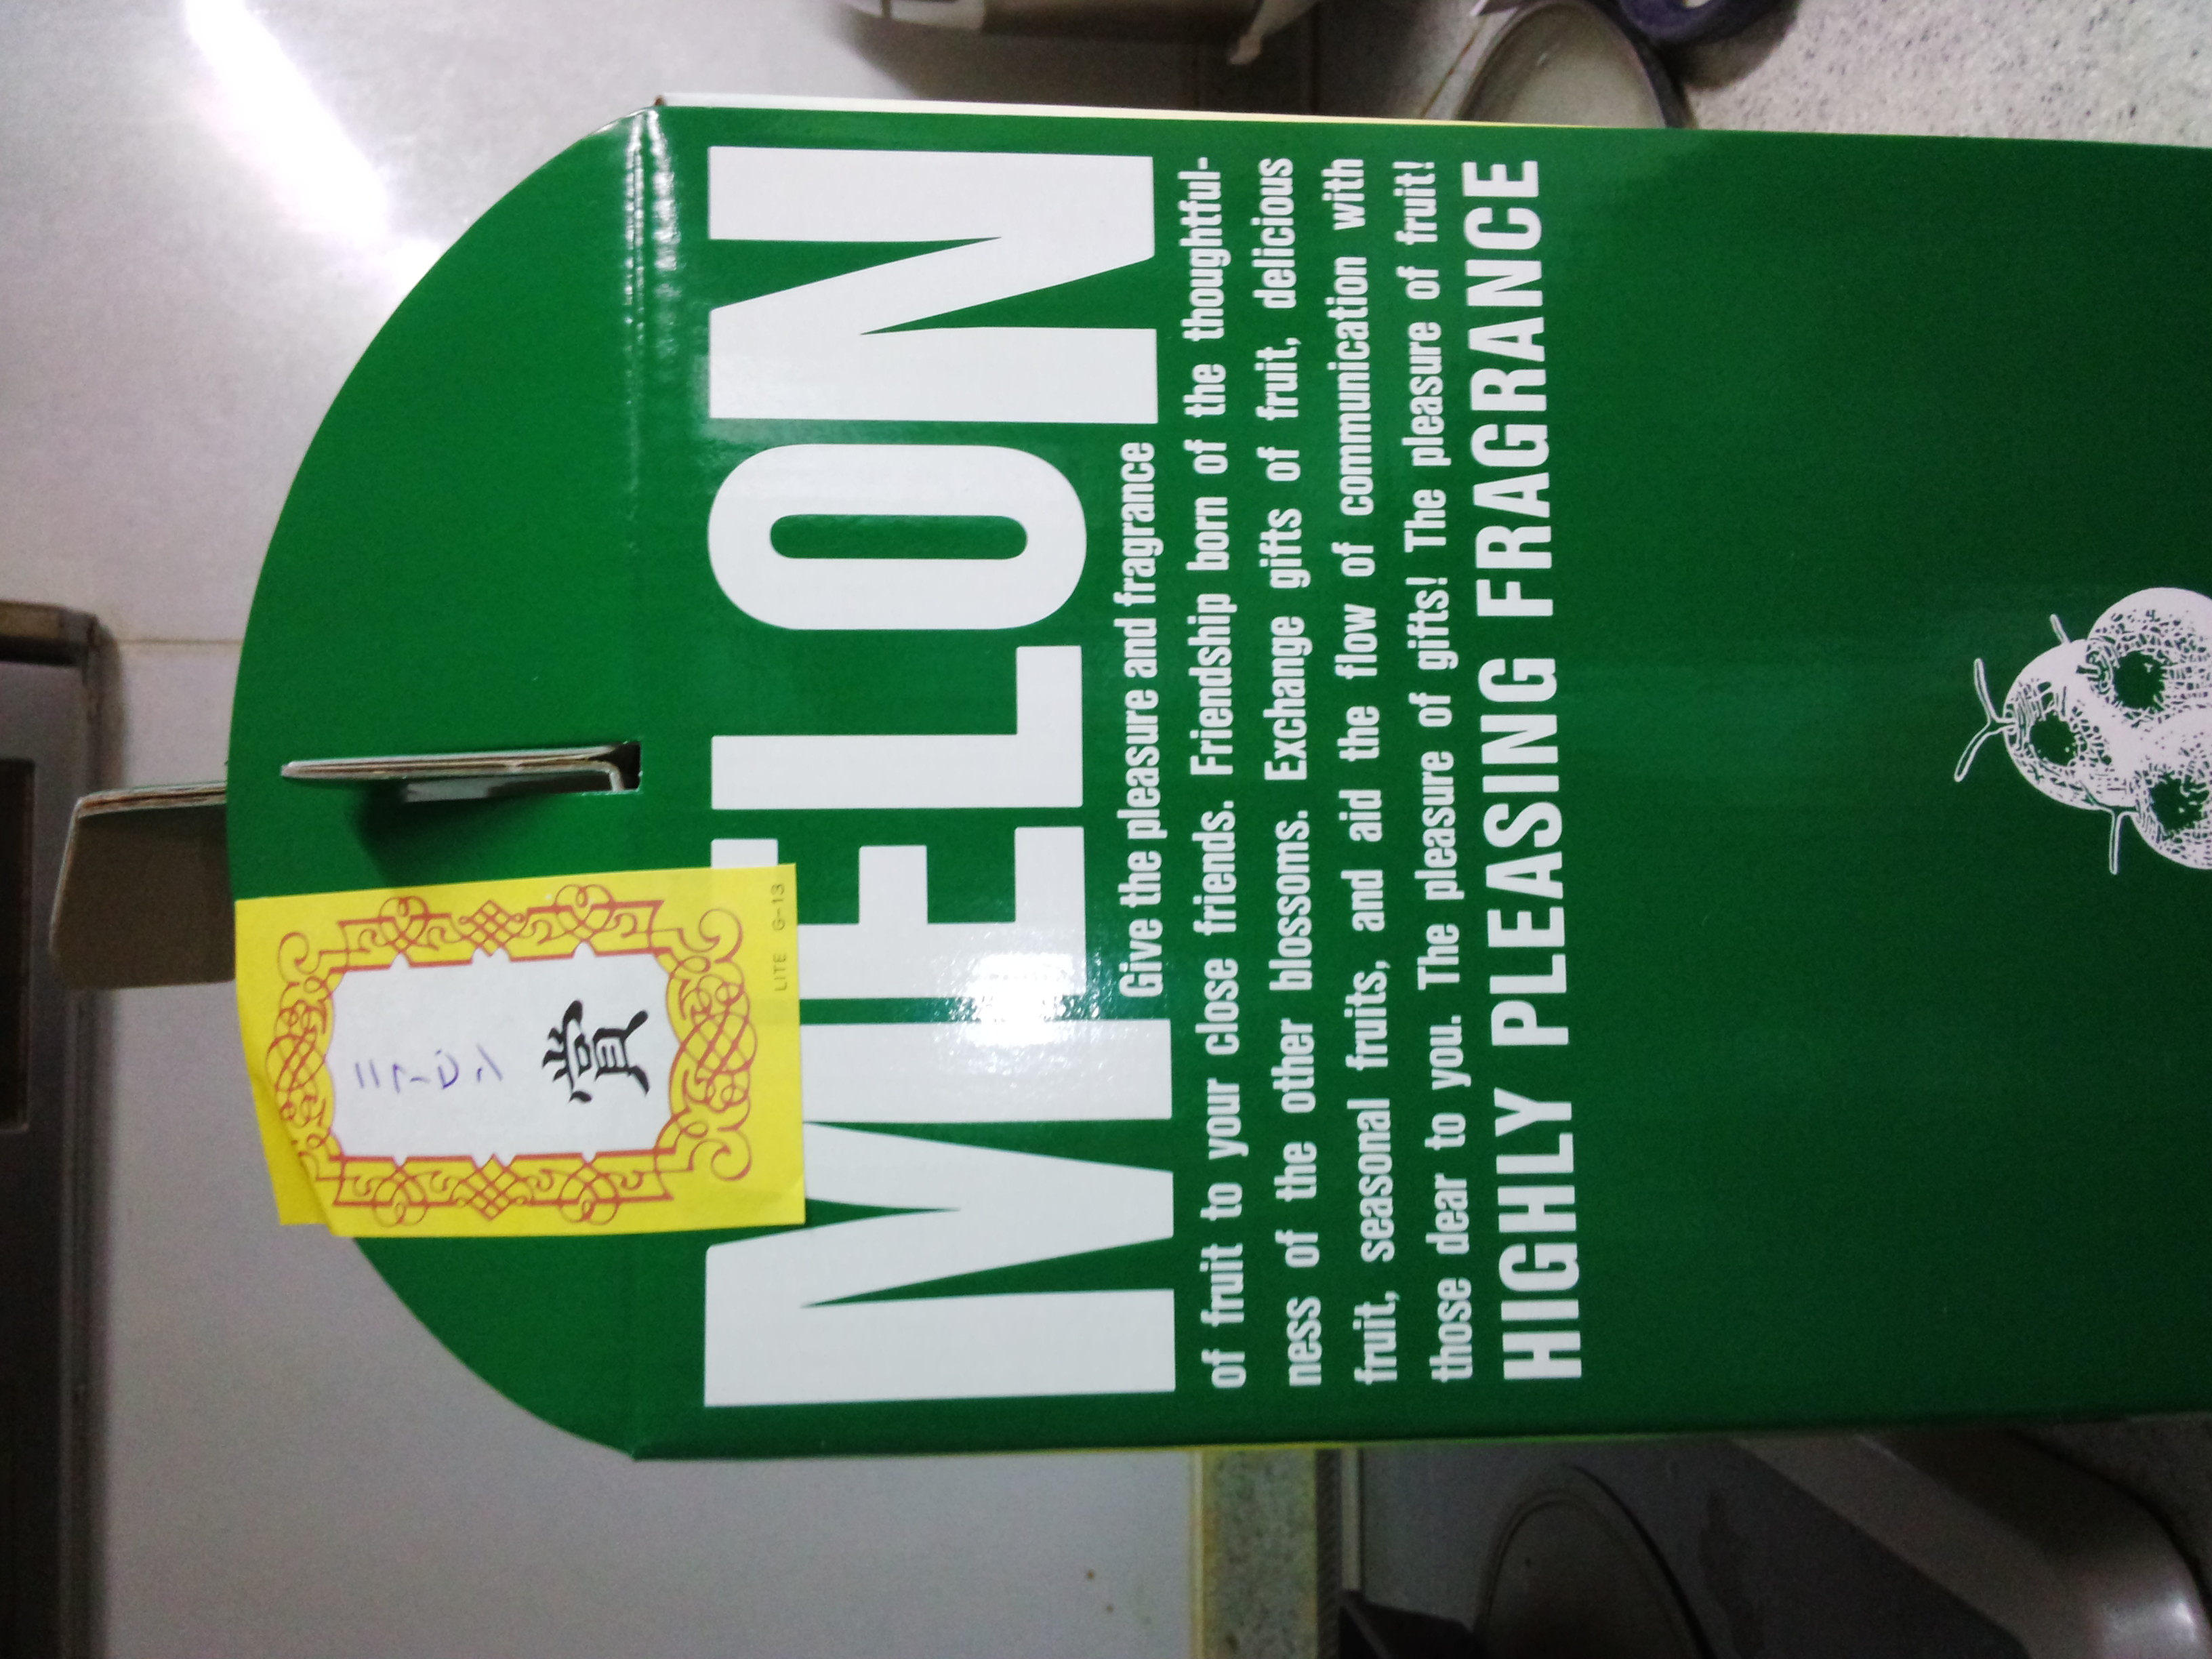 賞
LITE G-13
MELON
Give the pleasure and fragrance
of fruit to your close friends. Friendship born of the thoughtful-
ness of the other blossoms. Exchange gifts of fruit, delicious
fruit, seasonal fruits, and aid the flow of communication with
those dear to you. The pleasure of gifts! The pleasure of fruit!
HIGHLY PLEASING FRAGRANCE